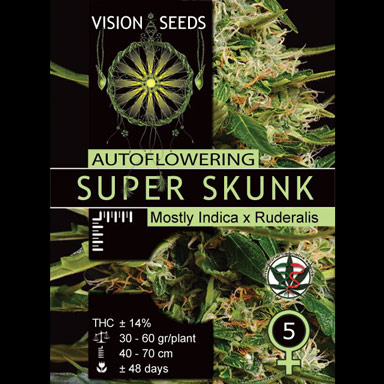 VISION SEEDS
AUTOFLOWERING
SUPER SKUNK
Mostly Indica x Ruderalis
THC ± 14%
30 - 60 gr/plant
40 - 70 cm
± 48 days
5